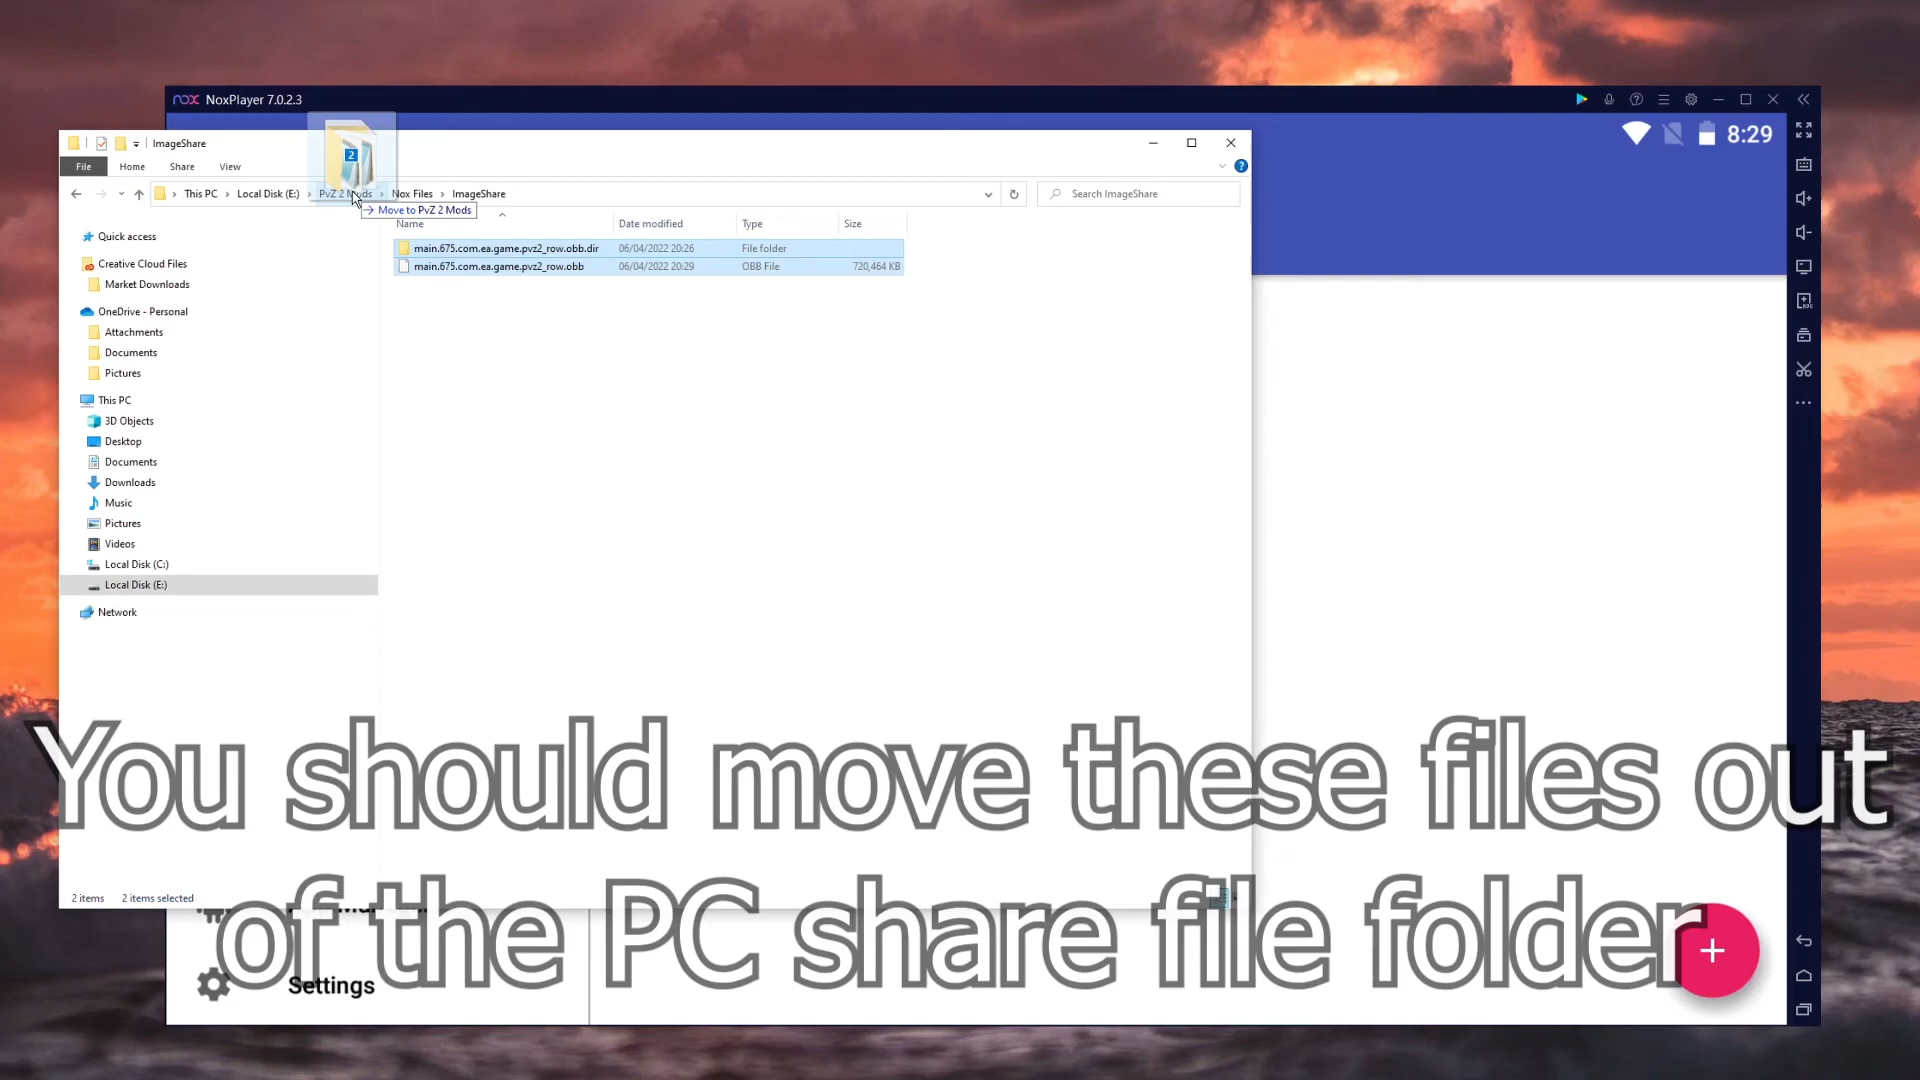 nox NoxPlayer 7.0.2.3
8:29
ImageShare
File Home Share View
This PC Local Disk (E:) PvZ 2 Mods Nox Files ImageShare
Search ImageShare
2
Move to PvZ 2 Mods
Name Date modified Type Size
main.675.com.ea.game.pvz2_row.obb.dir 06/04/2022 20:26 File folder
main.675.com.ea.game.pvz2_row.obb 06/04/2022 20:29 OBB File 720,464 KB
Quick access
Creative Cloud Files
Market Downloads
OneDrive - Personal
Attachments
Documents
Pictures
This PC
3D Objects
Desktop
Documents
Downloads
Music
Pictures
Videos
Local Disk (C:)
Local Disk (E:)
Network
You should move these files out
of the PC share file folder
2 items 2 items selected
Settings